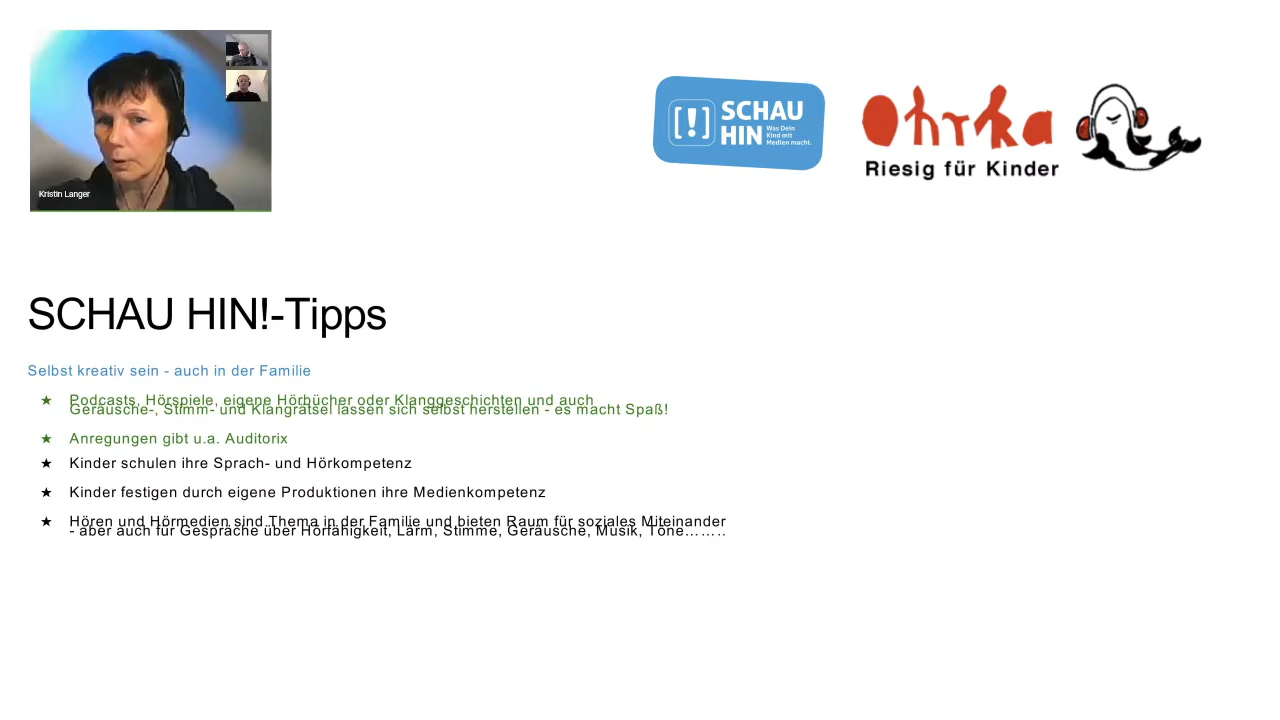 Kristin Langer
[!] SCHAU
HIN Was Dein
Kind mit
Medien macht.
Ohrka
Riesig für Kinder
SCHAU HIN!-Tipps
Selbst kreativ sein - auch in der Familie
★ Podcasts, Hörspiele, eigene Hörbücher oder Klanggeschichten und auch
Geräusche-, Stimm- und Klangrätsel lassen sich selbst herstellen - es macht Spaß!
★ Anregungen gibt u.a. Auditorix
★ Kinder schulen ihre Sprach- und Hörkompetenz
★ Kinder festigen durch eigene Produktionen ihre Medienkompetenz
★ Hören und Hörmedien sind Thema in der Familie und bieten Raum für soziales Miteinander
- aber auch für Gespräche über Hörfähigkeit, Lärm, Stimme, Geräusche, Musik, Töne……..